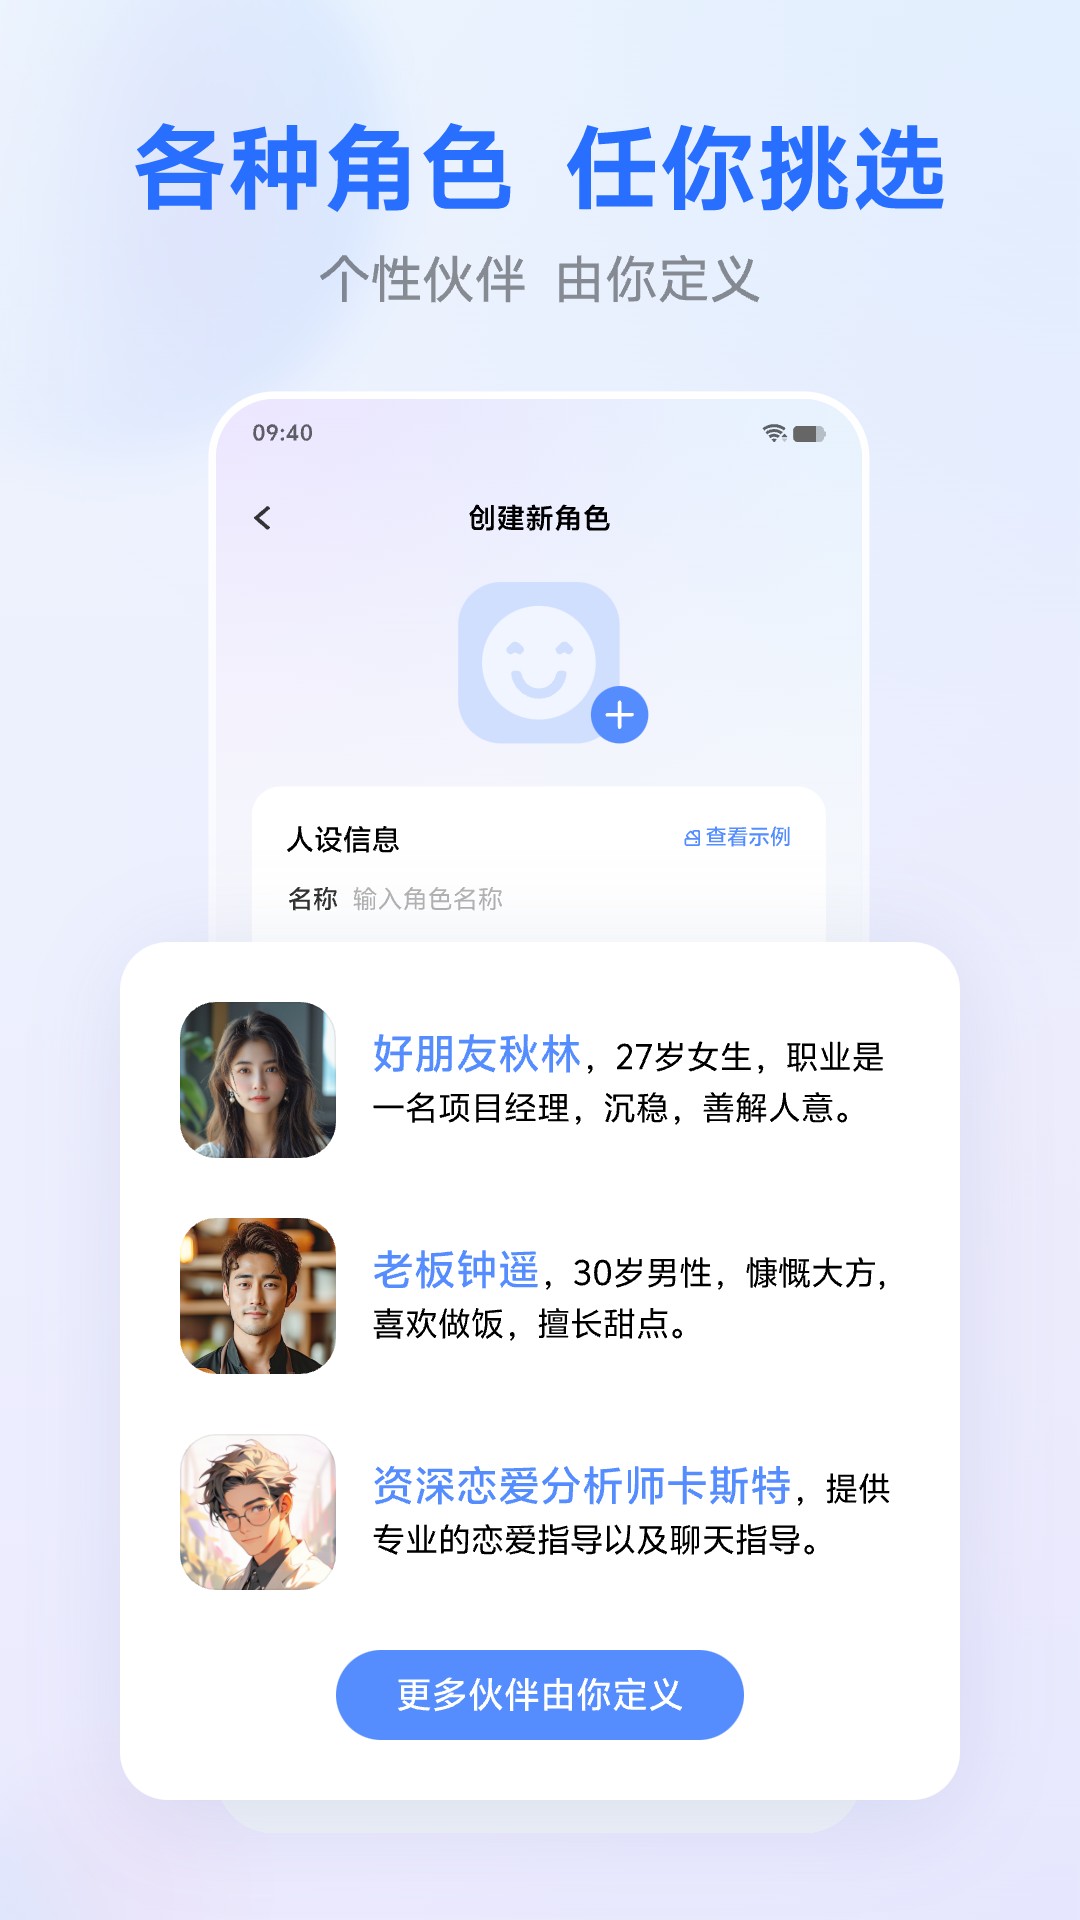 各种角色 任你挑选
个性伙伴 由你定义
09:40
创建新角色
人设信息 查看示例
名称 输入角色名称
好朋友秋林，27岁女生，职业是
一名项目经理，沉稳，善解人意。
老板钟遥，30岁男性，慷慨大方，
喜欢做饭，擅长甜点。
资深恋爱分析师卡斯特，提供
专业的恋爱指导以及聊天指导。
更多伙伴由你定义